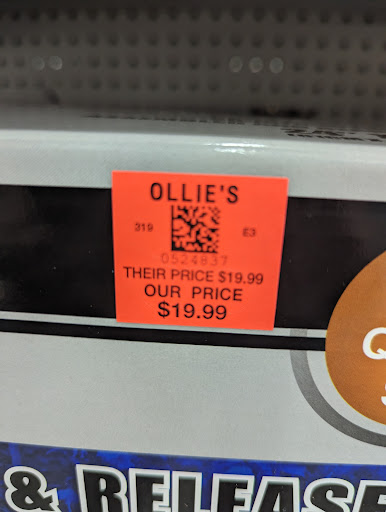 OLLIE'S
319 E3
0524837
THEIR PRICE $19.99
OUR PRICE
$19.99
Q
& RELEASE